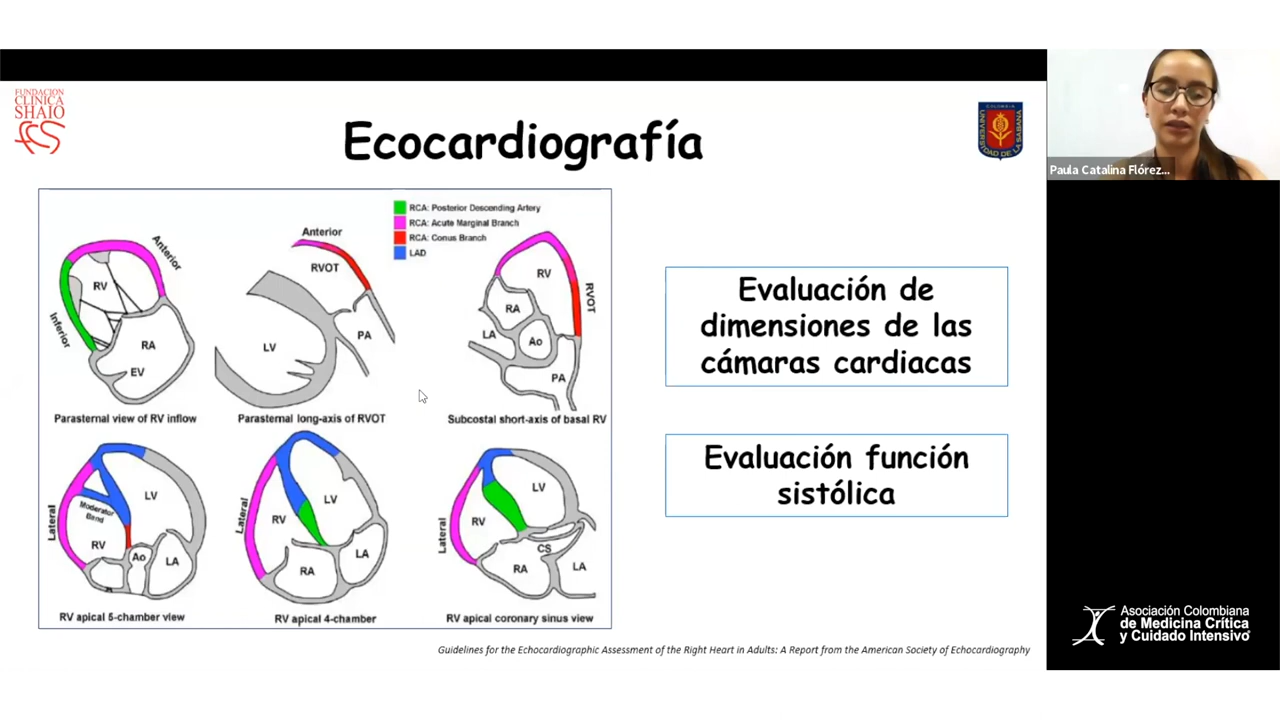 FUNDACION
CLÍNICA
SHAIO
Ecocardiografía
COLOMBIA
UNIVERSIDAD DE LA SABANA
Paula Catalina Flórez...
RCA: Posterior Descending Artery
RCA: Acute Marginal Branch
RCA: Conus Branch
LAD
Anterior
Inferior
RV
RA
EV
Parasternal view of RV inflow
Anterior
RVOT
LV
PA
Parasternal long-axis of RVOT
RV
RVOT
RA
LA
Ao
PA
Subcostal short-axis of basal RV
Lateral
Moderator
Band
LV
RV
Ao
LA
RV apical 5-chamber view
Lateral
RV
LV
RA
LA
RV apical 4-chamber
Lateral
RV
LV
CS
RA
LA
RV apical coronary sinus view
Evaluación de
dimensiones de las
cámaras cardiacas
Evaluación función
sistólica
Guidelines for the Echocardiographic Assessment of the Right Heart in Adults: A Report from the American Society of Echocardiography
Asociación Colombiana
de Medicina Crítica
y Cuidado Intensivo